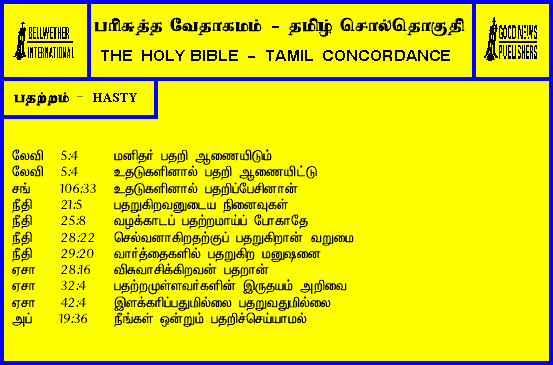 BELLWETHER
INTERNATIONAL
பரிசுத்த வேதாகமம் - தமிழ் சொல்தொகுதி
THE HOLY BIBLE - TAMIL CONCORDANCE
GOOD NEWS
PUBLISHERS
பதற்றம் - HASTY
லேவி 5:4 மனிதர் பதறி ஆணையிடும்
லேவி 5:4 உதடுகளினால் பதறி ஆணையிட்டு
சங் 106:33 உதடுகளினால் பதறிப்பேசினான்
நீதி 21:5 பதறுகிறவனுடைய நினைவுகள்
நீதி 25:8 வழக்காடப் பதற்றமாய்ப் போகாதே
நீதி 28:22 செல்வனாகிறதற்குப் பதறுகிறான் வறுமை
நீதி 29:20 வார்த்தைகளில் பதறுகிற மனுஷனை
ஏசா 28:16 விசுவாசிக்கிறவன் பதறான்
ஏசா 32:4 பதற்றமுள்ளவர்களின் இருதயம் அறிவை
ஏசா 42:4 இளக்கரிப்பதுமில்லை பதறுவதுமில்லை
அப் 19:36 நீங்கள் ஒன்றும் பதறிச்செய்யாமல்